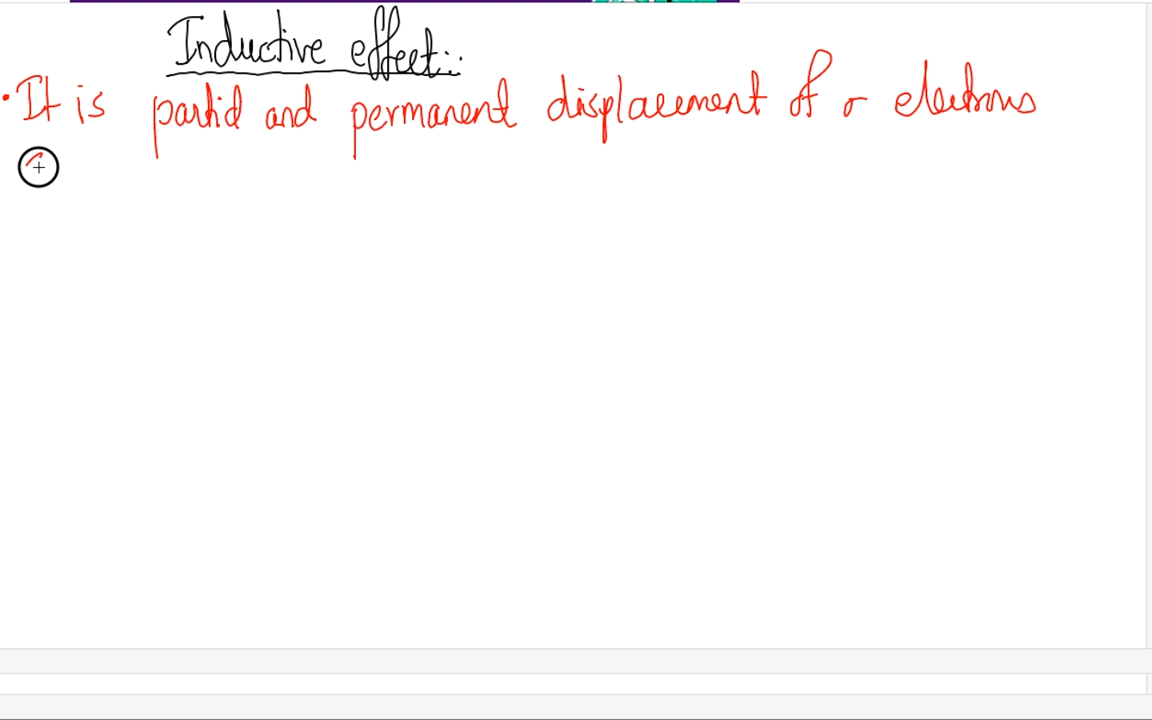 Inductive effect::
• It is partial and permanent displacement of σ electrons